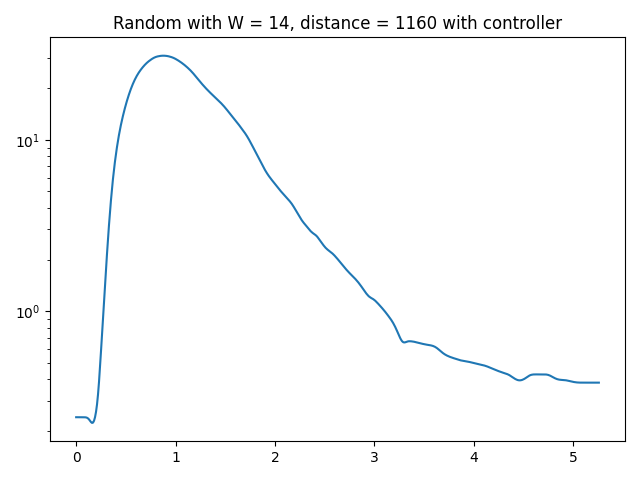 Random with W = 14, distance = 1160 with controller
10¹
10⁰
0 1 2 3 4 5